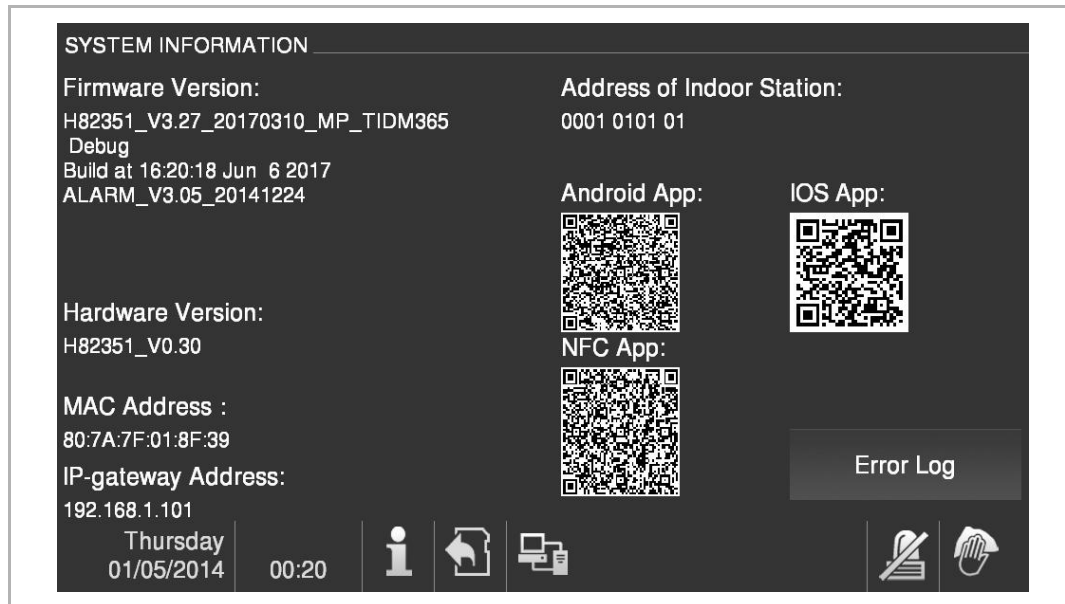 SYSTEM INFORMATION
Firmware Version:
H82351_V3.27_20170310_MP_TIDM365
Debug
Build at 16:20:18 Jun  6 2017
ALARM_V3.05_20141224
Hardware Version:
H82351_V0.30
MAC Address :
80:7A:7F:01:8F:39
IP-gateway Address:
192.168.1.101
Address of Indoor Station:
0001 0101 01
Android App:
IOS App:
NFC App:
Error Log
Thursday
01/05/2014
00:20